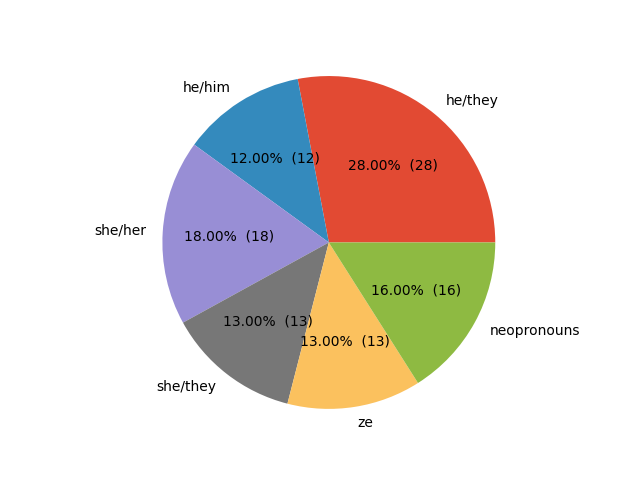 he/they
28.00%  (28)
he/him
12.00%  (12)
she/her
18.00%  (18)
she/they
13.00%  (13)
ze
13.00%  (13)
neopronouns
16.00%  (16)